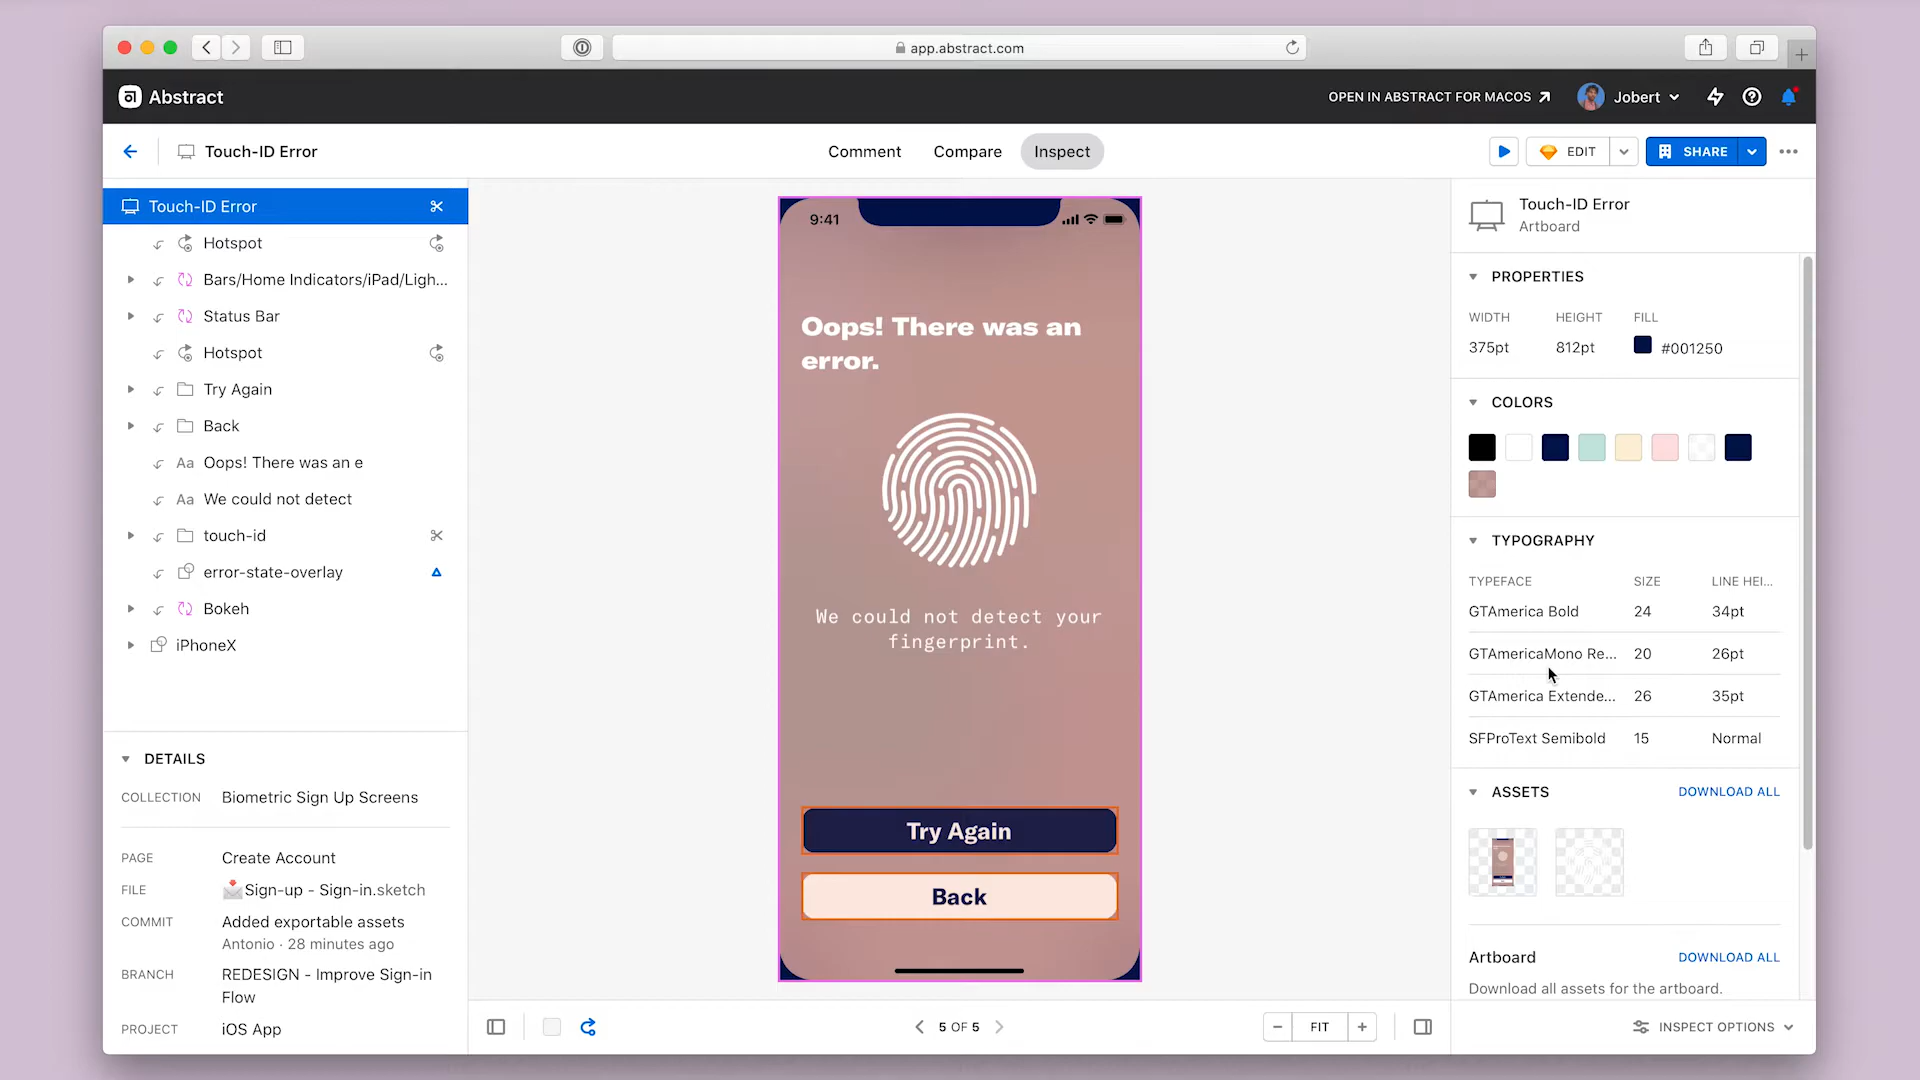 app.abstract.com
Abstract
OPEN IN ABSTRACT FOR MACOS
Jobert
Touch-ID Error
Comment
Compare
Inspect
EDIT
SHARE
Touch-ID Error
Hotspot
Bars/Home Indicators/iPad/Ligh...
Status Bar
Hotspot
Try Again
Back
Aa Oops! There was an e
Aa We could not detect
touch-id
error-state-overlay
Bokeh
iPhoneX
DETAILS
COLLECTION Biometric Sign Up Screens
PAGE Create Account
FILE Sign-up - Sign-in.sketch
COMMIT Added exportable assets
Antonio · 28 minutes ago
BRANCH REDESIGN - Improve Sign-in
Flow
PROJECT iOS App
9:41
Oops! There was an
error.
We could not detect your
fingerprint.
Try Again
Back
5 OF 5
FIT
Touch-ID Error
Artboard
PROPERTIES
WIDTH HEIGHT FILL
375pt 812pt #001250
COLORS
TYPOGRAPHY
TYPEFACE SIZE LINE HEI...
GTAmerica Bold 24 34pt
GTAmericaMono Re... 20 26pt
GTAmerica Extende... 26 35pt
SFProText Semibold 15 Normal
ASSETS DOWNLOAD ALL
Artboard DOWNLOAD ALL
Download all assets for the artboard.
INSPECT OPTIONS